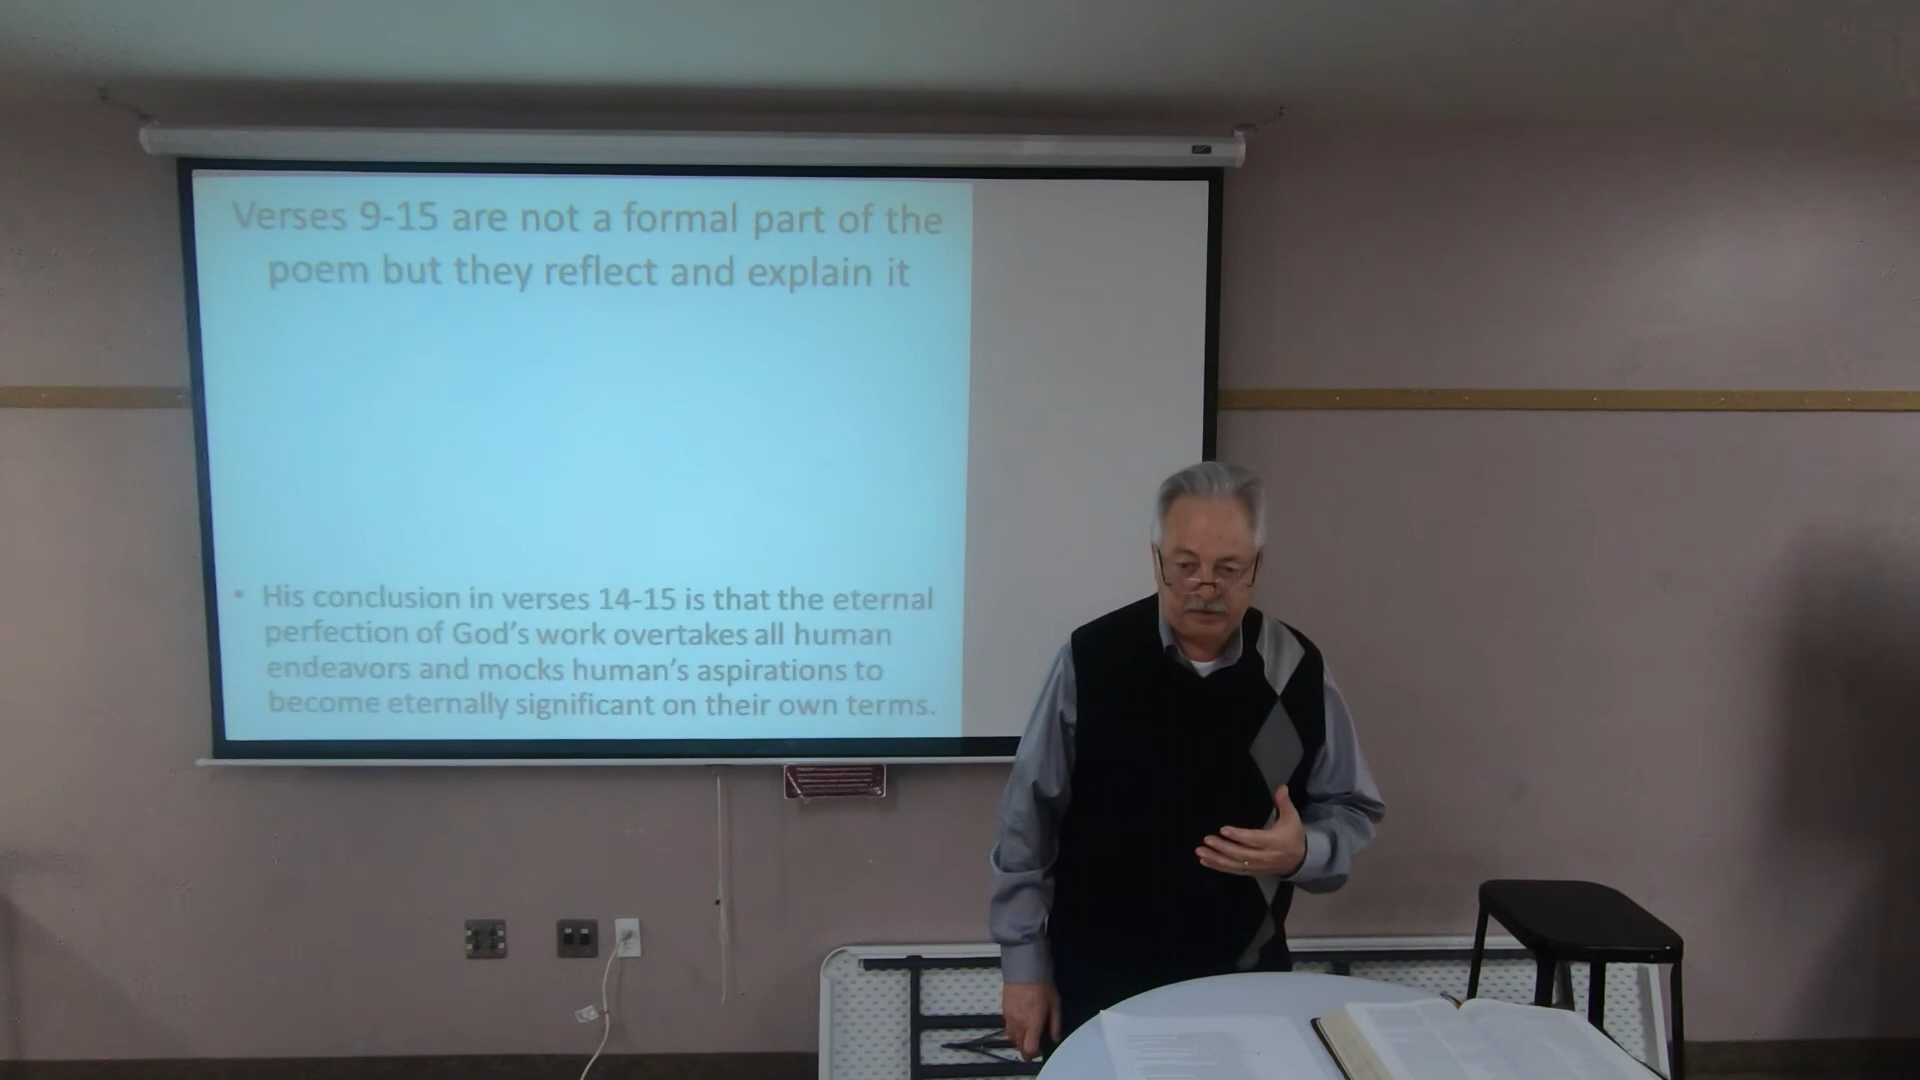 Verses 9-15 are not a formal part of the
poem but they reflect and explain it
• His conclusion in verses 14-15 is that the eternal
perfection of God's work overtakes all human
endeavors and mocks human's aspirations to
become eternally significant on their own terms.